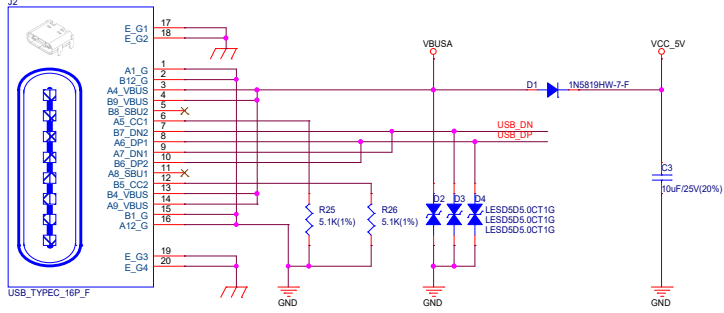 J2
E_G1 17
E_G2 18
A1_G 1
B12_G 2
A4_VBUS 3
B9_VBUS 4
B8_SBU2 5
A5_CC1 6
B7_DN2 7
A6_DP1 8
A7_DN1 9
B6_DP2 10
A8_SBU1 11
B5_CC2 12
B4_VBUS 13
A9_VBUS 14
B1_G 15
A12_G 16
E_G3 19
E_G4 20
USB_TYPEC_16P_F
VBUSA
VCC_5V
D1
1N5819HW-7-F
USB_DN
USB_DP
C3
10uF/25V(20%)
R25
5.1K(1%)
R26
5.1K(1%)
D2 D3 D4
LESD5D5.0CT1G
LESD5D5.0CT1G
LESD5D5.0CT1G
GND
GND
GND